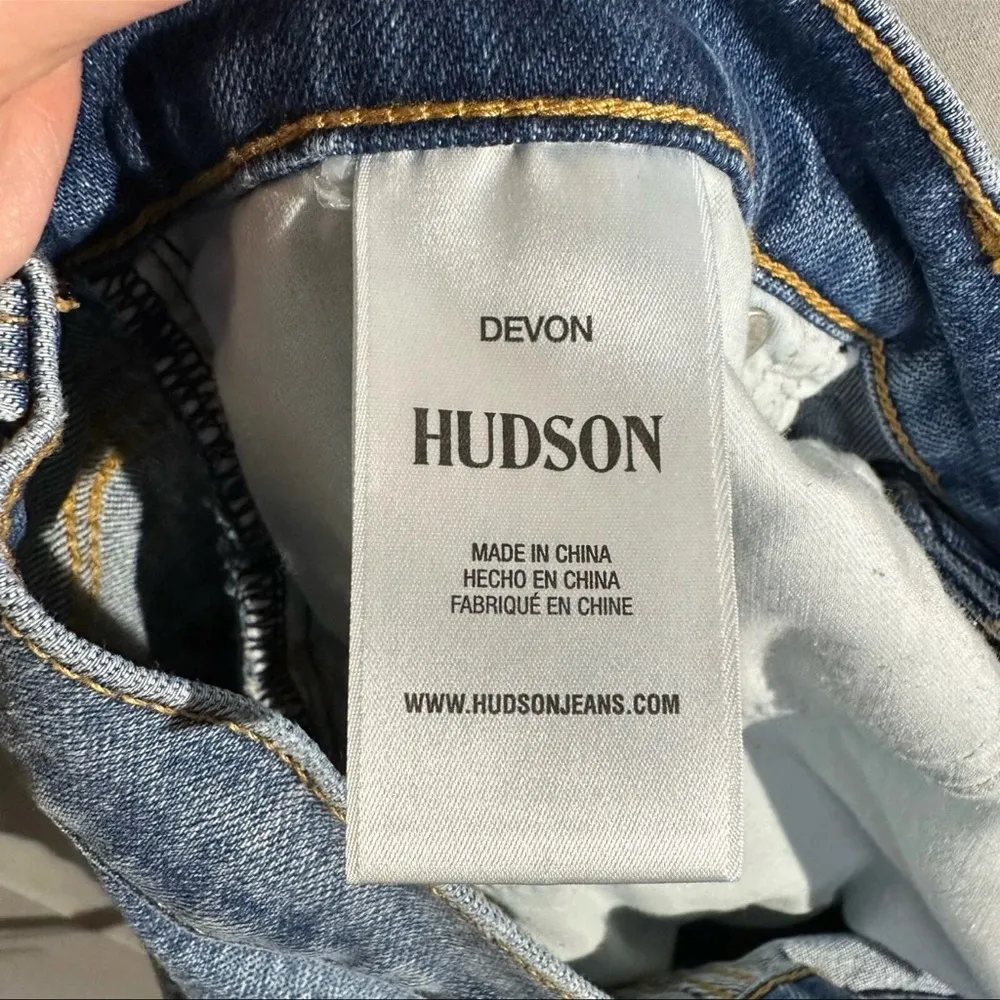 DEVON
HUDSON
MADE IN CHINA
HECHO EN CHINA
FABRIQUÉ EN CHINE
WWW.HUDSONJEANS.COM